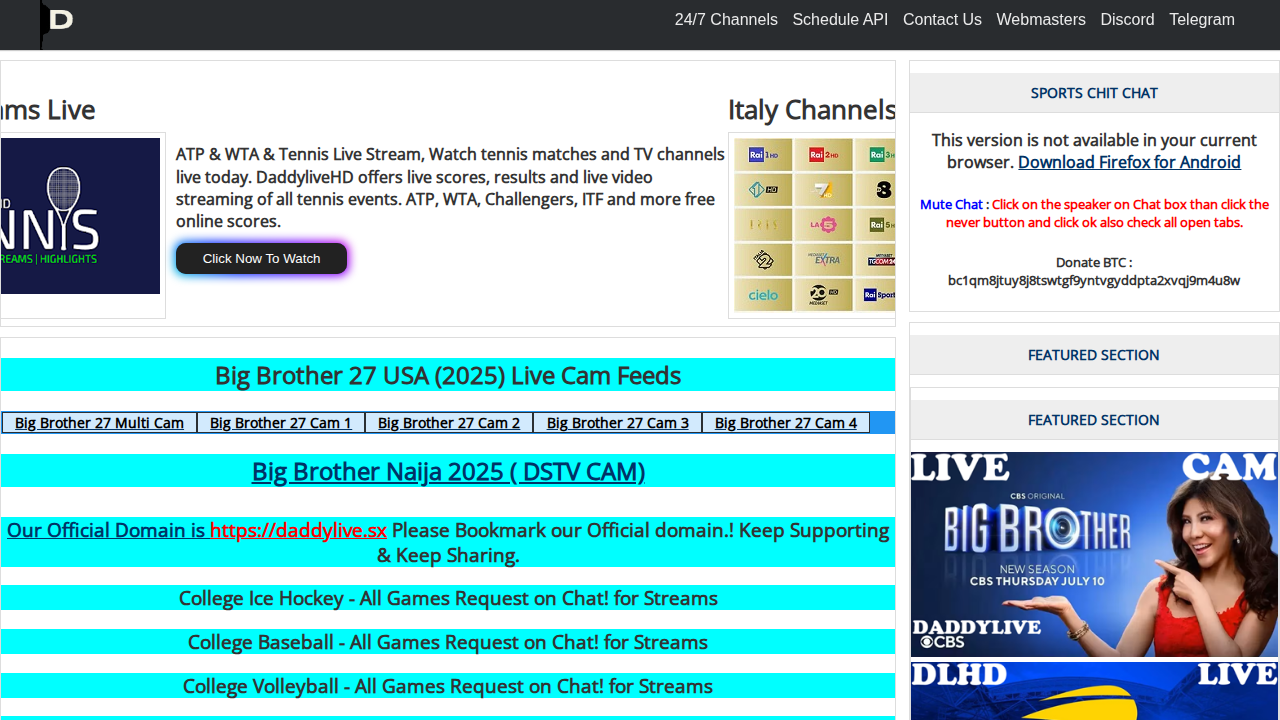 D
24/7 Channels Schedule API Contact Us Webmasters Discord Telegram
ms Live
NNIS
REAMS | HIGHLIGHTS
ATP & WTA & Tennis Live Stream, Watch tennis matches and TV channels
live today. DaddyliveHD offers live scores, results and live video
streaming of all tennis events. ATP, WTA, Challengers, ITF and more free
online scores.
Click Now To Watch
Italy Channels
Rai 1HD Rai 2HD Rai 3H
8
LA5 Rai 5H
MEDIASET EXTRA TGCOM24
cielo 20 HD Rai Sport
Big Brother 27 USA (2025) Live Cam Feeds
Big Brother 27 Multi Cam Big Brother 27 Cam 1 Big Brother 27 Cam 2 Big Brother 27 Cam 3 Big Brother 27 Cam 4
Big Brother Naija 2025 ( DSTV CAM)
Our Official Domain is https://daddylive.sx Please Bookmark our Official domain.! Keep Supporting
& Keep Sharing.
College Ice Hockey - All Games Request on Chat! for Streams
College Baseball - All Games Request on Chat! for Streams
College Volleyball - All Games Request on Chat! for Streams
SPORTS CHIT CHAT
This version is not available in your current
browser. Download Firefox for Android
Mute Chat : Click on the speaker on Chat box than click the
never button and click ok also check all open tabs.
Donate BTC :
bc1qm8jtuy8j8tswtgf9yntvgyddpta2xvqj9m4u8w
FEATURED SECTION
FEATURED SECTION
LIVE CAM
CBS ORIGINAL
BIG BROTHER
NEW SEASON
CBS THURSDAY JULY 10
DADDYLIVE
CBS
DLHD LIVE